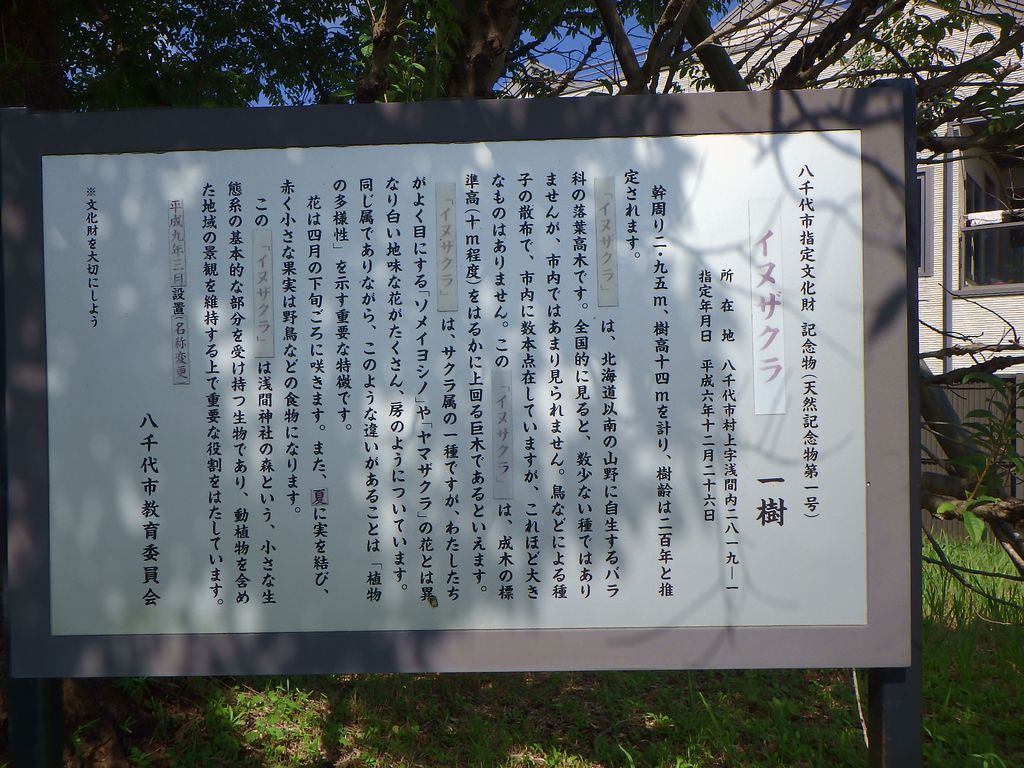 八千代市指定文化財 記念物(天然記念物第一号)
イヌザクラ 一樹
所在地 八千代市村上字浅間内二八一九―一
指定年月日 平成六年十二月二十六日
幹周り二・九五m、樹高十四mを計り、樹齢は二百年と推
定されます。
「イヌザクラ」は、北海道以南の山野に自生するバラ
科の落葉高木です。全国的に見ると、数少ない種ではあり
ませんが、市内ではあまり見られません。鳥などによる種
子の散布で、市内に数本点在していますが、これほど大き
なものはありません。この「イヌザクラ」は、成木の標
準高(十m程度)をはるかに上回る巨木であるといえます。
「イヌザクラ」は、サクラ属の一種ですが、わたしたち
がよく目にする「ソメイヨシノ」や「ヤマザクラ」の花とは異
なり白い地味な花がたくさん、房のようについています。
同じ属でありながら、このような違いがあることは「植物
の多様性」を示す重要な特徴です。
花は四月の下旬ごろに咲きます。また、夏に実を結び、
赤く小さな果実は野鳥などの食物になります。
この「イヌザクラ」は浅間神社の森という、小さな生
態系の基本的な部分を受け持つ生物であり、動植物を含め
た地域の景観を維持する上で重要な役割をはたしています。
平成九年三月設置(名称変更)
八千代市教育委員会
※文化財を大切にしよう